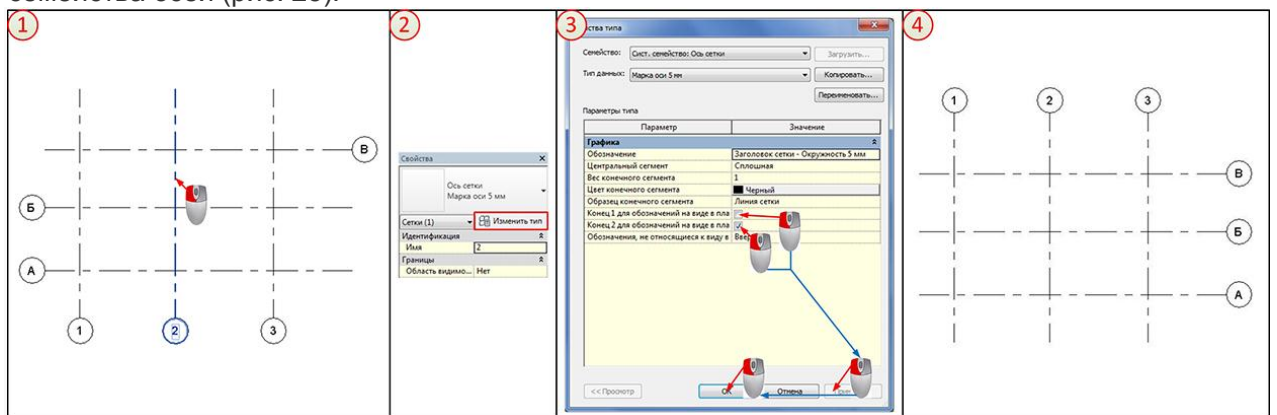 семейства осей (рис. 26).
1
В
Б
А
1
2
3
2
Свойства
Ось сетки
Марка оси 5 мм
Сетки (1)
Изменить тип
Идентификация
Имя
2
Границы
Область видимо...
Нет
3
ства типа
Семейство:
Сист. семейство: Ось сетки
Загрузить...
Тип данных:
Марка оси 5 мм
Копировать...
Переименовать...
Параметры типа
Параметр
Значение
Графика
Обозначение
Заголовок сетки - Окружность 5 мм
Центральный сегмент
Сплошная
Вес конечного сегмента
1
Цвет конечного сегмента
Черный
Образец конечного сегмента
Линия сетки
Конец 1 для обозначений на виде в пла
Конец 2 для обозначений на виде в пла
Обозначения, не относящиеся к виду в
<< Просмотр
ОК
Отмена
4
1
2
3
В
Б
А